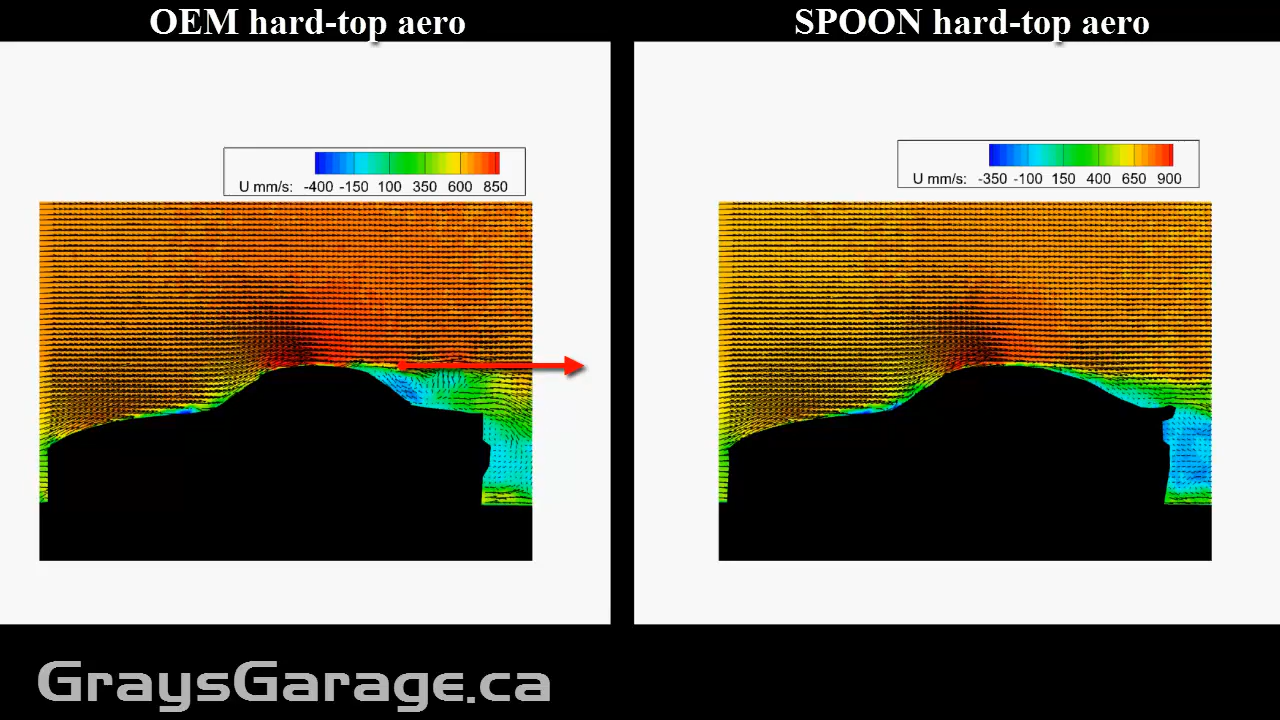 OEM hard-top aero
SPOON hard-top aero
U mm/s: -400 -150 100 350 600 850
U mm/s: -350 -100 150 400 650 900
GraysGarage.ca